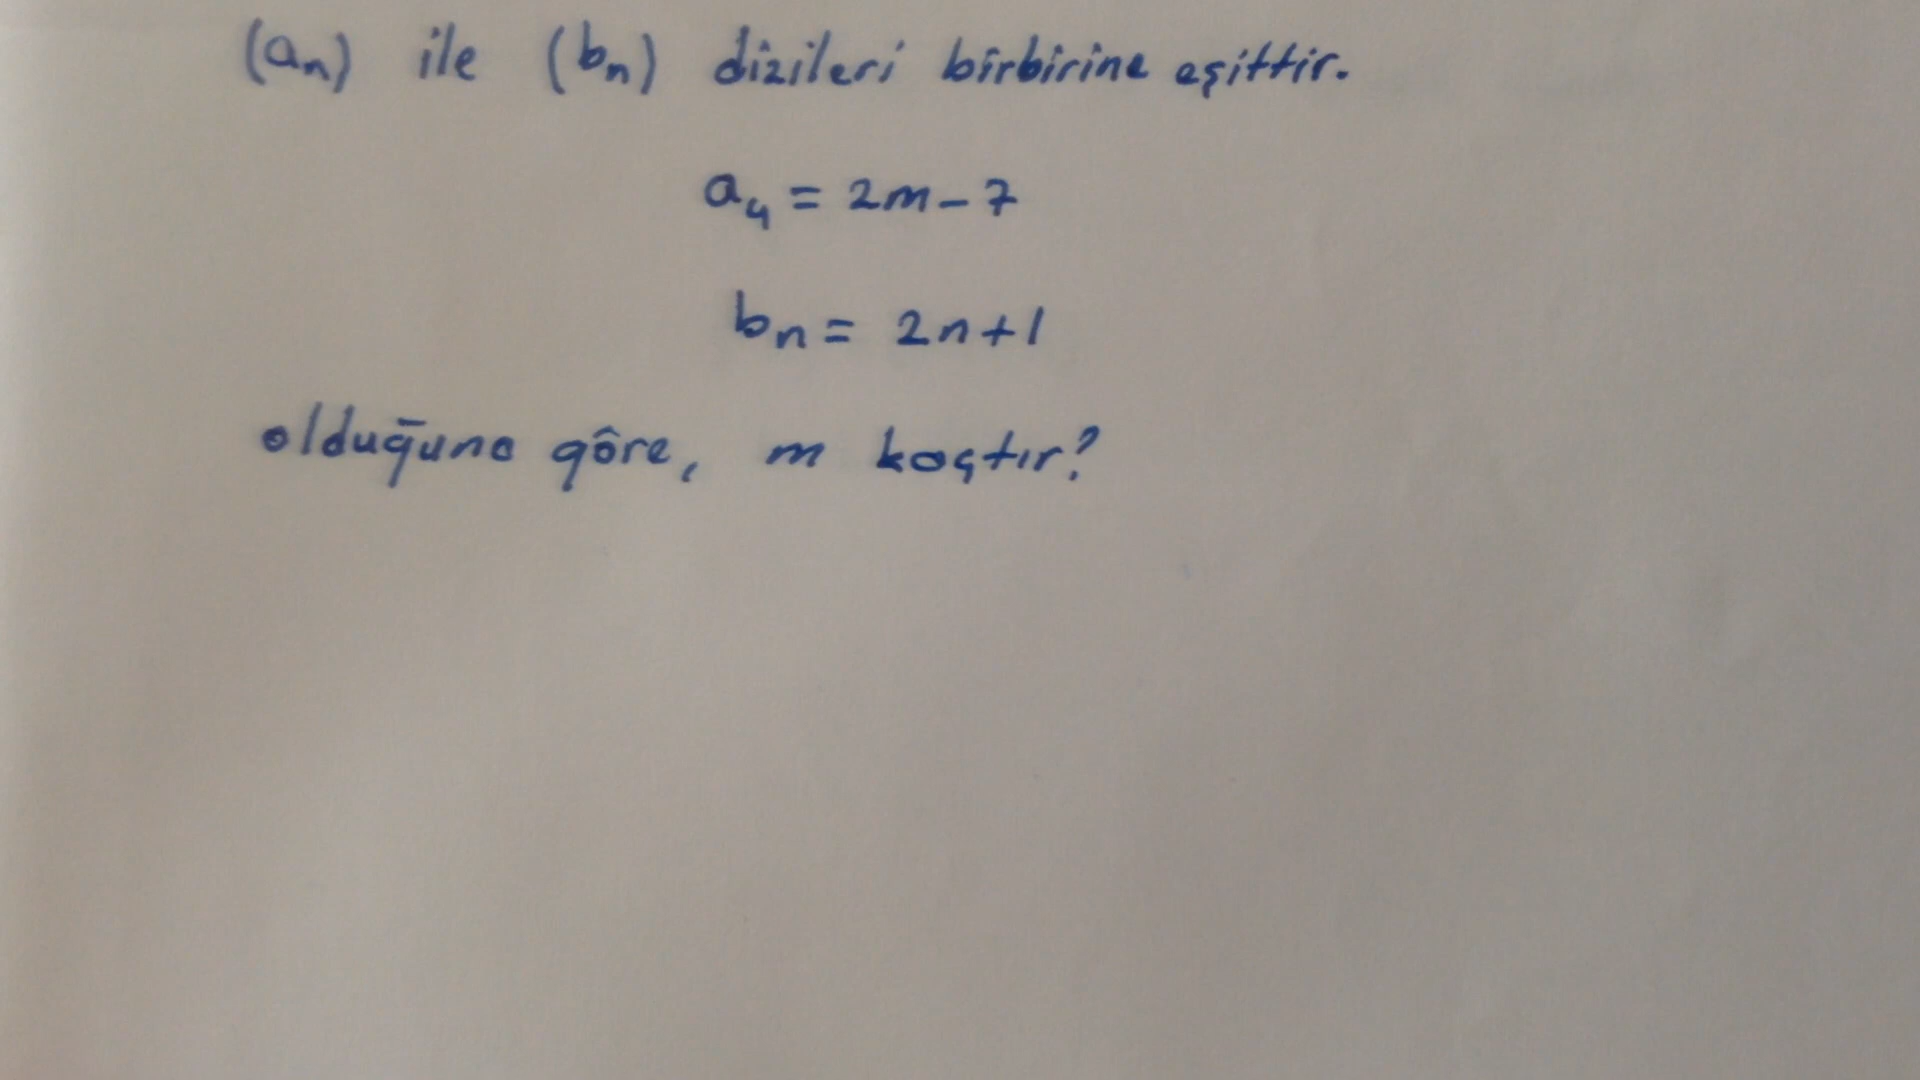 (aₙ) ile (bₙ) dizileri birbirine eşittir.
a₄ = 2m - 7
bₙ = 2n + 1
olduğuna göre, m kaçtır?